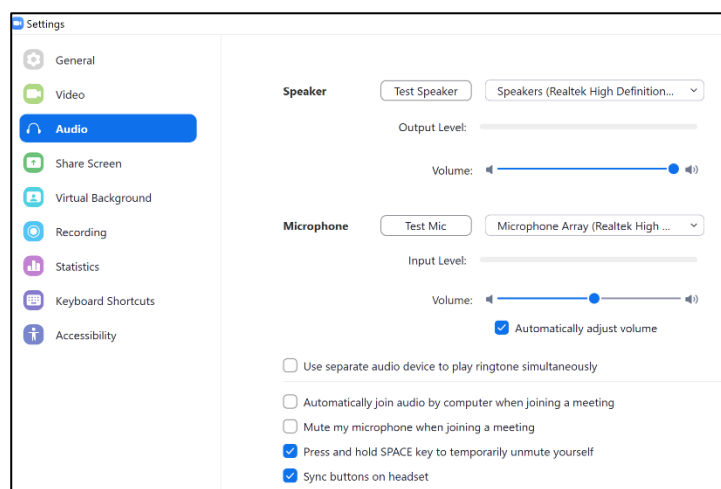 Settings
General
Video
Audio
Share Screen
Virtual Background
Recording
Statistics
Keyboard Shortcuts
Accessibility
Speaker Test Speaker Speakers (Realtek High Definition...
Output Level:
Volume:
Microphone Test Mic Microphone Array (Realtek High ...
Input Level:
Volume:
Automatically adjust volume
Use separate audio device to play ringtone simultaneously
Automatically join audio by computer when joining a meeting
Mute my microphone when joining a meeting
Press and hold SPACE key to temporarily unmute yourself
Sync buttons on headset